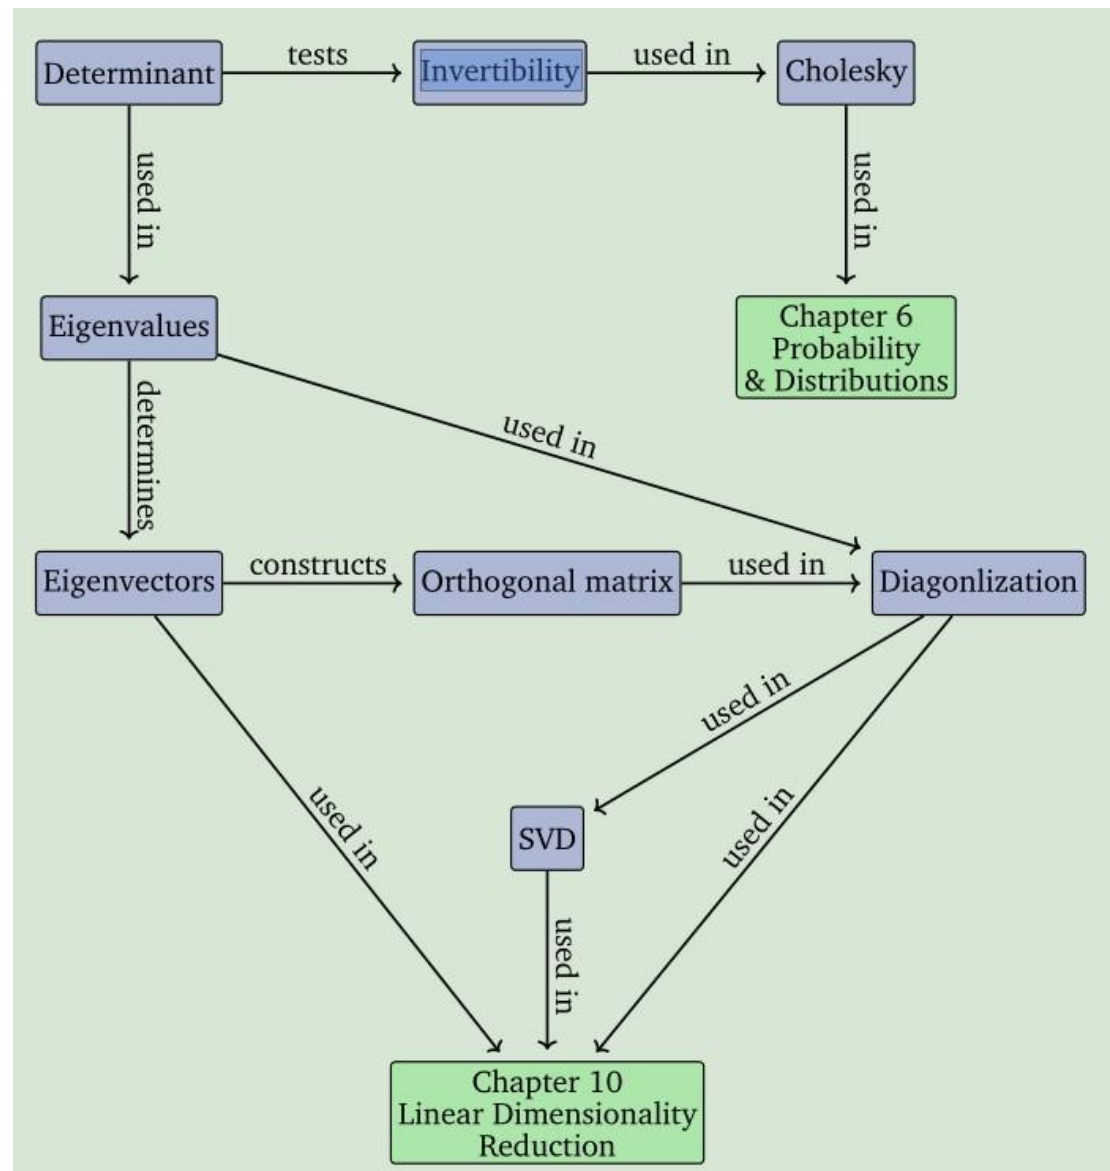 Determinant
tests
Invertibility
used in
Cholesky
used in
used in
Eigenvalues
Chapter 6
Probability
& Distributions
determines
used in
Eigenvectors
constructs
Orthogonal matrix
used in
Diagonlization
used in
used in
used in
SVD
used in
Chapter 10
Linear Dimensionality
Reduction